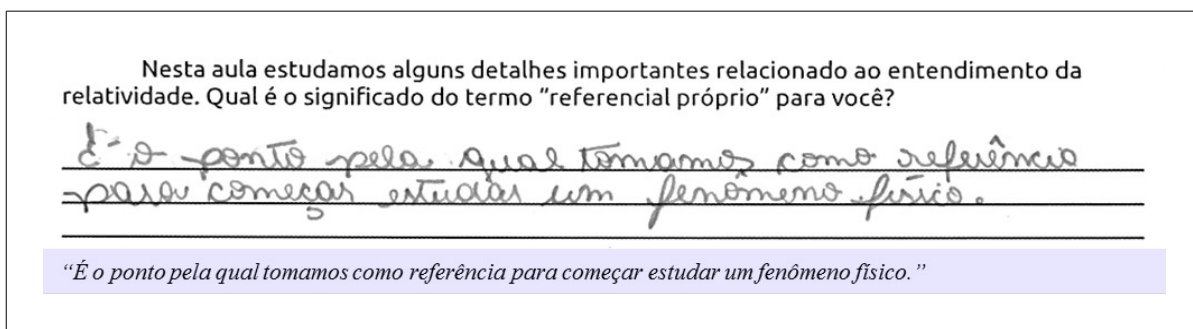 Nesta aula estudamos alguns detalhes importantes relacionado ao entendimento da
relatividade. Qual é o significado do termo "referencial próprio" para você?
É o ponto pela qual tomamos como referência
para começar estudar um fenômeno físico.
"É o ponto pela qual tomamos como referência para começar estudar um fenômeno físico."